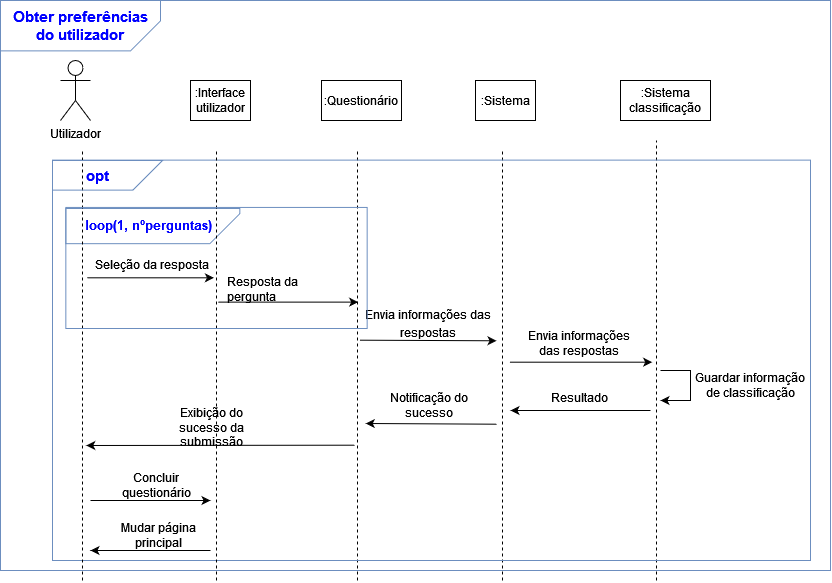 Obter preferências
do utilizador
Utilizador
:Interface
utilizador
:Questionário
:Sistema
:Sistema
classificação
opt
loop(1, nºperguntas)
Seleção da resposta
Resposta da
pergunta
Envia informações das
respostas
Envia informações
das respostas
Guardar informação
de classificação
Resultado
Notificação do
sucesso
Exibição do
sucesso da
submissão
Concluir
questionário
Mudar página
principal